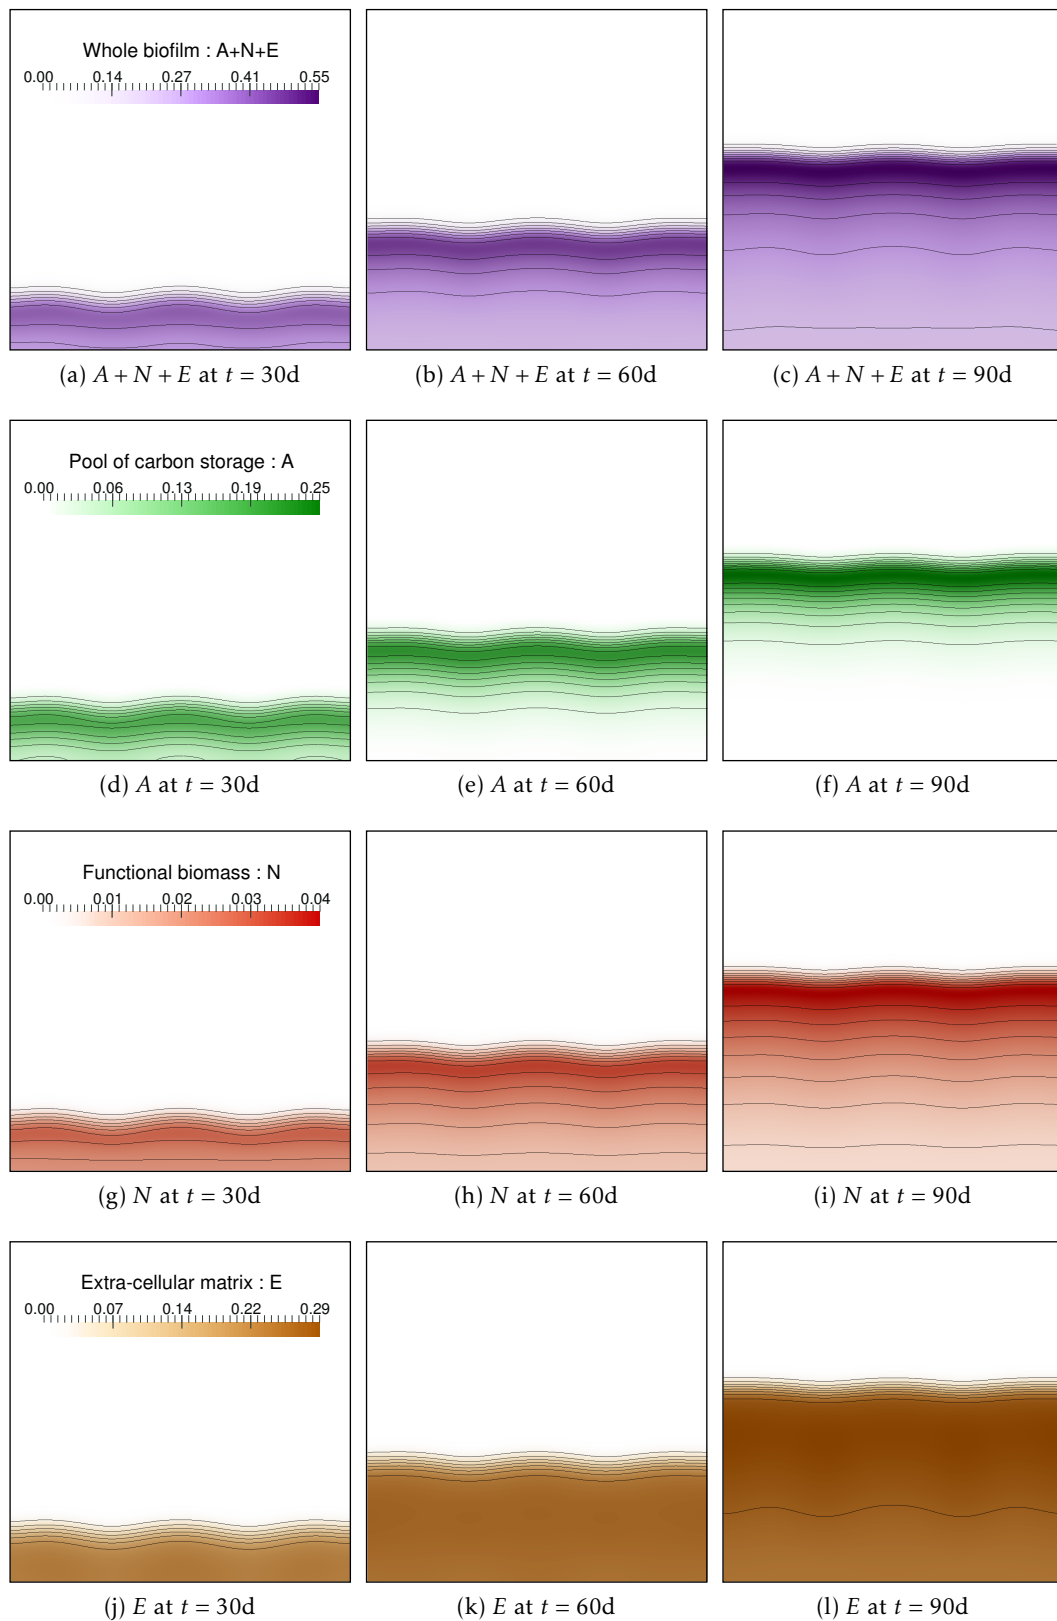 Whole biofilm : A+N+E
0.00 0.14 0.27 0.41 0.55
(a) A + N + E at t = 30d
(b) A + N + E at t = 60d
(c) A + N + E at t = 90d
Pool of carbon storage : A
0.00 0.06 0.13 0.19 0.25
(d) A at t = 30d
(e) A at t = 60d
(f) A at t = 90d
Functional biomass : N
0.00 0.01 0.02 0.03 0.04
(g) N at t = 30d
(h) N at t = 60d
(i) N at t = 90d
Extra-cellular matrix : E
0.00 0.07 0.14 0.22 0.29
(j) E at t = 30d
(k) E at t = 60d
(l) E at t = 90d